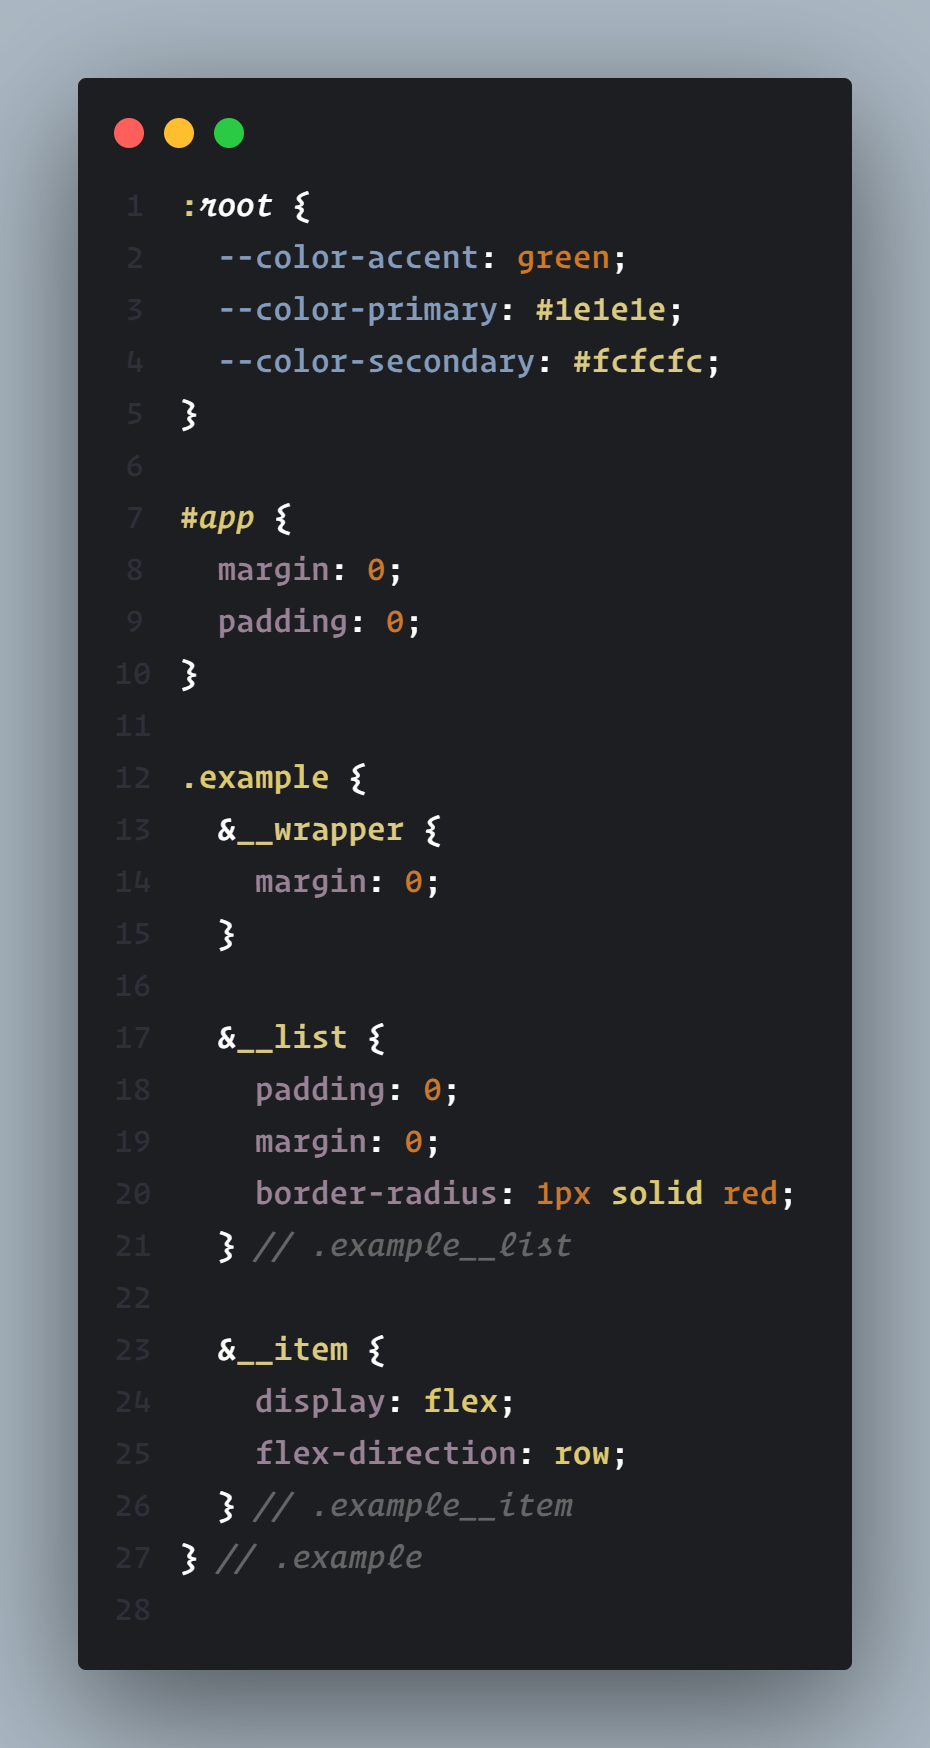 1 :root {
2   --color-accent: green;
3   --color-primary: #1e1e1e;
4   --color-secondary: #fcfcfc;
5 }
6
7 #app {
8   margin: 0;
9   padding: 0;
10 }
11
12 .example {
13   &__wrapper {
14     margin: 0;
15   }
16
17   &__list {
18     padding: 0;
19     margin: 0;
20     border-radius: 1px solid red;
21   } // .example__list
22
23   &__item {
24     display: flex;
25     flex-direction: row;
26   } // .example__item
27 } // .example
28